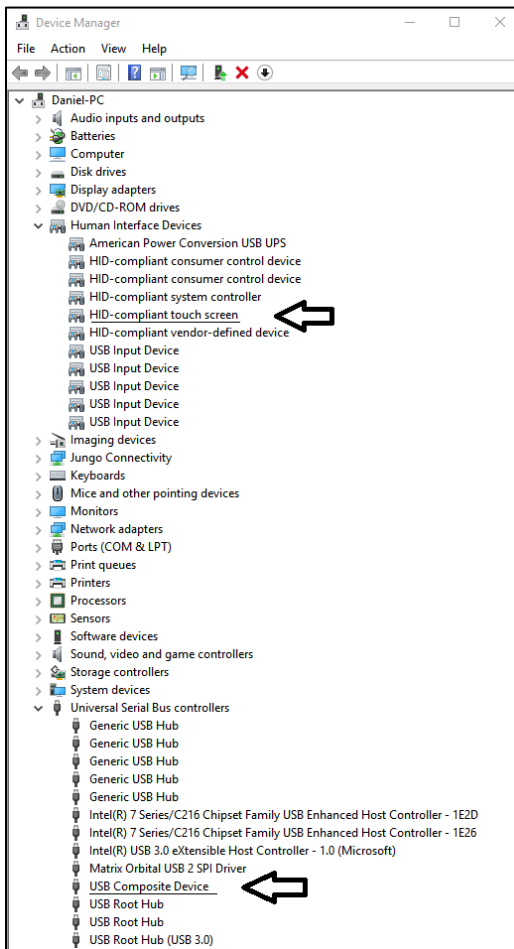 Device Manager
File Action View Help
Daniel-PC
Audio inputs and outputs
Batteries
Computer
Disk drives
Display adapters
DVD/CD-ROM drives
Human Interface Devices
American Power Conversion USB UPS
HID-compliant consumer control device
HID-compliant consumer control device
HID-compliant system controller
HID-compliant touch screen
HID-compliant vendor-defined device
USB Input Device
USB Input Device
USB Input Device
USB Input Device
USB Input Device
Imaging devices
Jungo Connectivity
Keyboards
Mice and other pointing devices
Monitors
Network adapters
Ports (COM & LPT)
Print queues
Printers
Processors
Sensors
Software devices
Sound, video and game controllers
Storage controllers
System devices
Universal Serial Bus controllers
Generic USB Hub
Generic USB Hub
Generic USB Hub
Generic USB Hub
Generic USB Hub
Intel(R) 7 Series/C216 Chipset Family USB Enhanced Host Controller - 1E2D
Intel(R) 7 Series/C216 Chipset Family USB Enhanced Host Controller - 1E26
Intel(R) USB 3.0 eXtensible Host Controller - 1.0 (Microsoft)
Matrix Orbital USB 2 SPI Driver
USB Composite Device
USB Root Hub
USB Root Hub
USB Root Hub (USB 3.0)